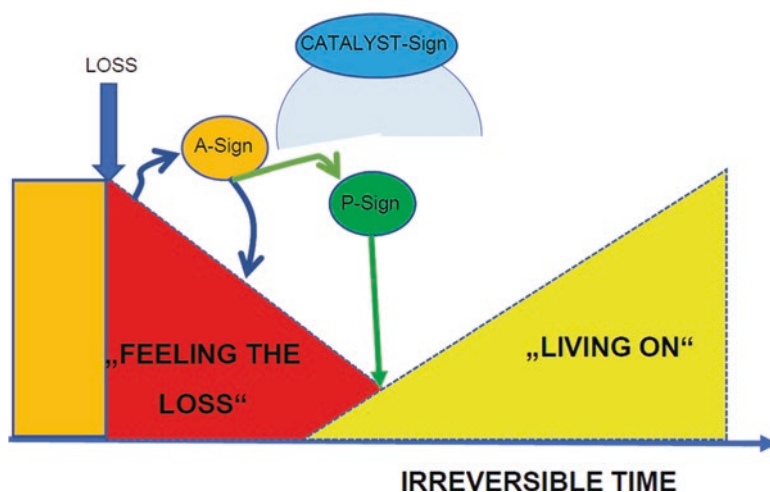 CATALYST-Sign
LOSS
A-Sign
P-Sign
„FEELING THE
LOSS“
„LIVING ON“
IRREVERSIBLE TIME